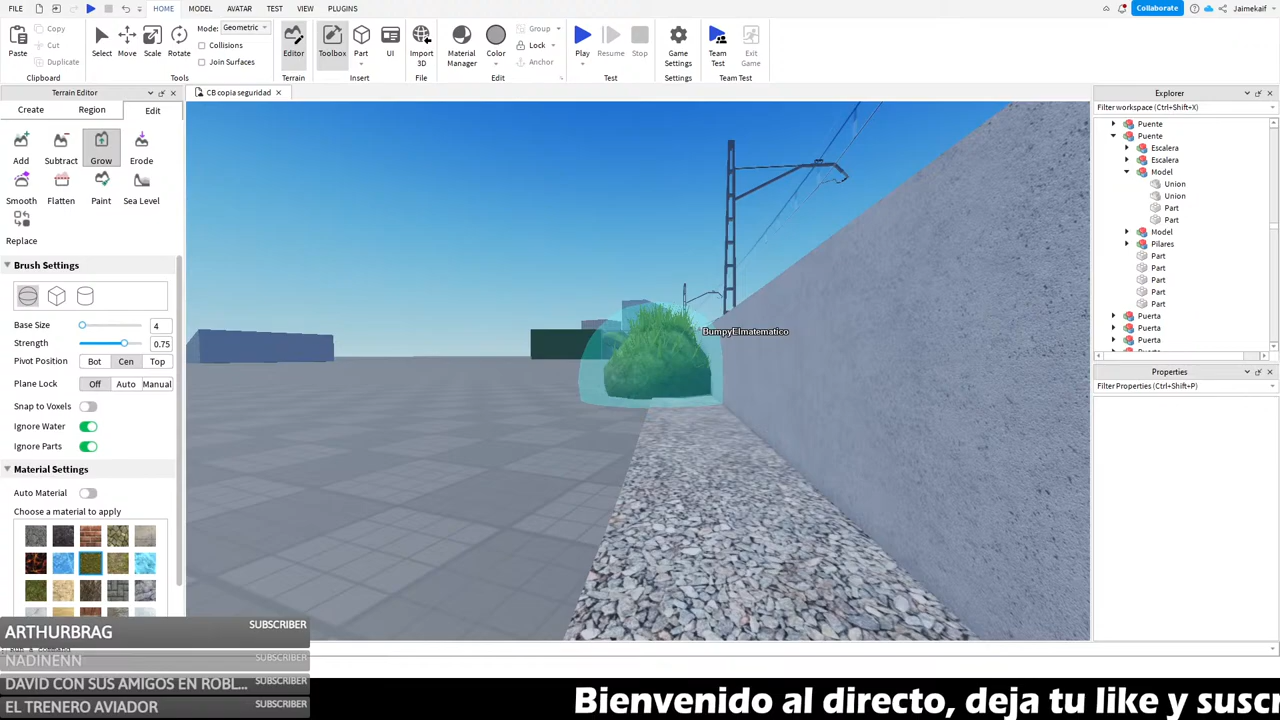 FILE HOME MODEL AVATAR TEST VIEW PLUGINS Collaborate Jaimekaif
Paste Copy Cut Duplicate Clipboard
Select Move Scale Rotate Mode: Geometric Collisions Join Surfaces Tools
Editor Terrain
Toolbox Part UI Insert
Import 3D File
Material Manager Color Group Lock Anchor Edit
Play Resume Stop Test
Game Settings Settings
Team Test Exit Game Team Test
Terrain Editor
Create Region Edit
Add Subtract Grow Erode
Smooth Flatten Paint Sea Level
Replace
Brush Settings
Base Size 4
Strength 0.75
Pivot Position Bot Cen Top
Plane Lock Off Auto Manual
Snap to Voxels
Ignore Water
Ignore Parts
Material Settings
Auto Material
Choose a material to apply
CB copia seguridad
BumpyElmatematico
Explorer
Filter workspace (Ctrl+Shift+X)
Puente
Puente
Escalera
Escalera
Model
Union
Union
Part
Part
Model
Pilares
Part
Part
Part
Part
Part
Puerta
Puerta
Puerta
Properties
Filter Properties (Ctrl+Shift+P)
ARTHURBRAG SUBSCRIBER
NADINENN SUBSCRIBER
DAVID CON SUS AMIGOS EN ROBL... SUBSCRIBER
EL TRENERO AVIADOR SUBSCRIBER
Bienvenido al directo, deja tu like y suscr